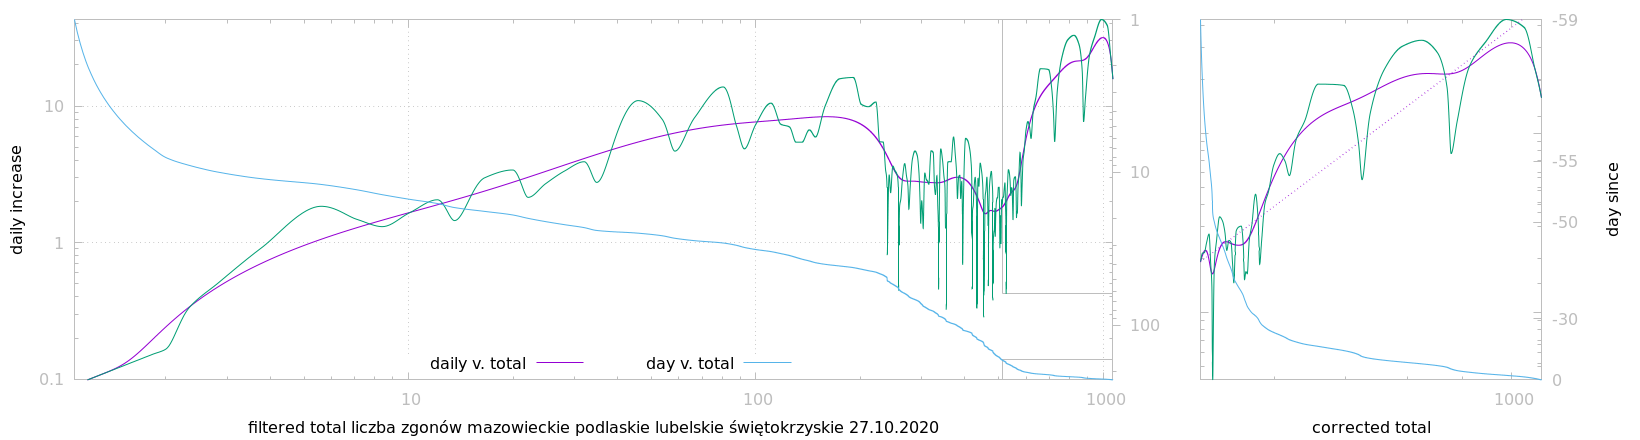 1
-59
10
daily increase
10
-55
day since
-50
1
100
-30
daily v. total
day v. total
0.1
0
10
100
1000
1000
filtered total liczba zgonów mazowieckie podlaskie lubelskie świętokrzyskie 27.10.2020
corrected total